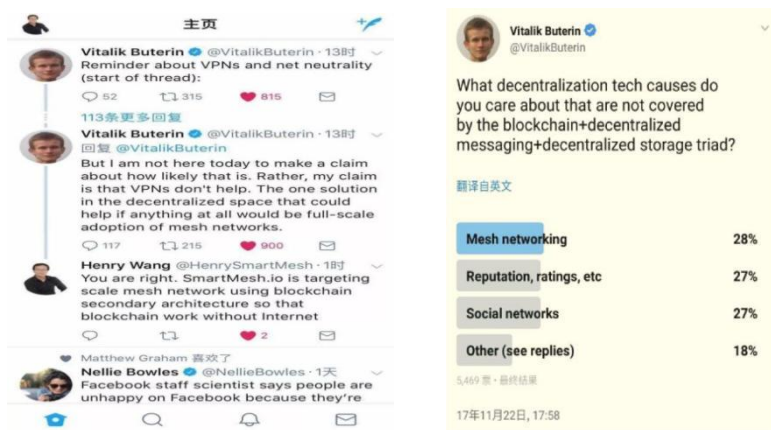 主页
Vitalik Buterin @VitalikButerin · 13时
Reminder about VPNs and net neutrality
(start of thread):
52 315 815
113条更多回复
Vitalik Buterin @VitalikButerin · 13时
回复 @VitalikButerin
But I am not here today to make a claim
about how likely that is. Rather, my claim
is that VPNs don't help. The one solution
in the decentralized space that could
help if anything at all would be full-scale
adoption of mesh networks.
117 215 900
Henry Wang @HenrySmartMesh · 1时
You are right. SmartMesh.io is targeting
scale mesh network using blockchain
secondary architecture so that
blockchain work without Internet
2
Matthew Graham 喜欢了
Nellie Bowles @NellieBowles · 1天
Facebook staff scientist says people are
unhappy on Facebook because they're
Vitalik Buterin
@VitalikButerin
What decentralization tech causes do
you care about that are not covered
by the blockchain+decentralized
messaging+decentralized storage triad?
翻译自英文
Mesh networking 28%
Reputation, ratings, etc 27%
Social networks 27%
Other (see replies) 18%
5,469 票 · 最终结果
17年11月22日, 17:58